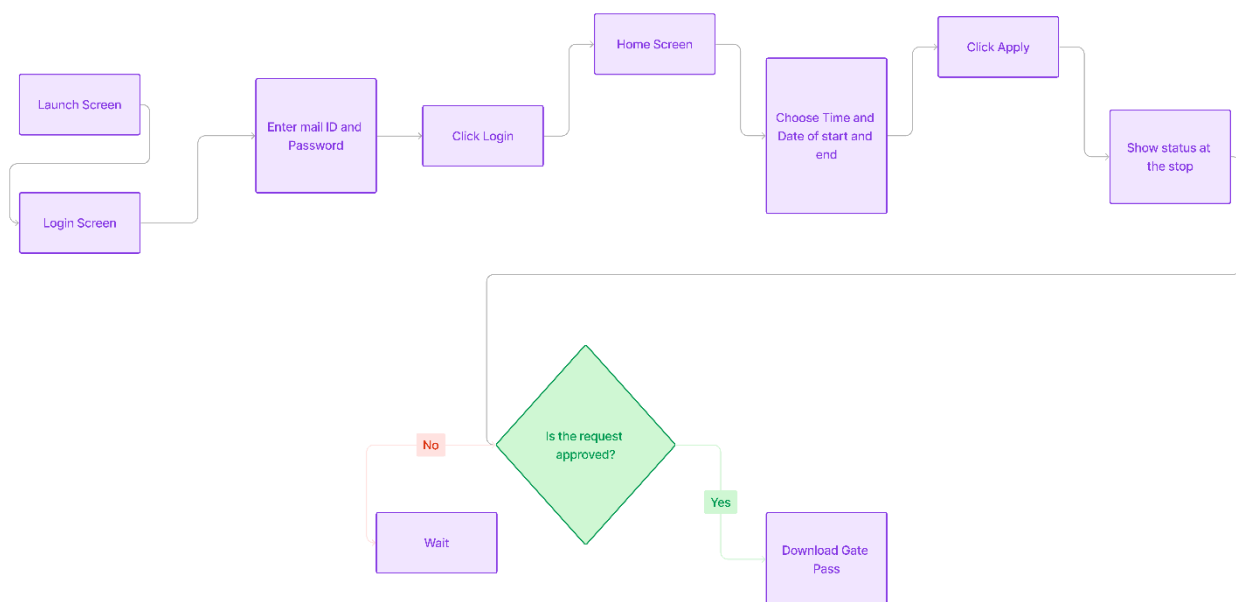 Launch Screen
Login Screen
Enter mail ID and
Password
Click Login
Home Screen
Choose Time and
Date of start and
end
Click Apply
Show status at
the stop
Is the request
approved?
No
Wait
Yes
Download Gate
Pass